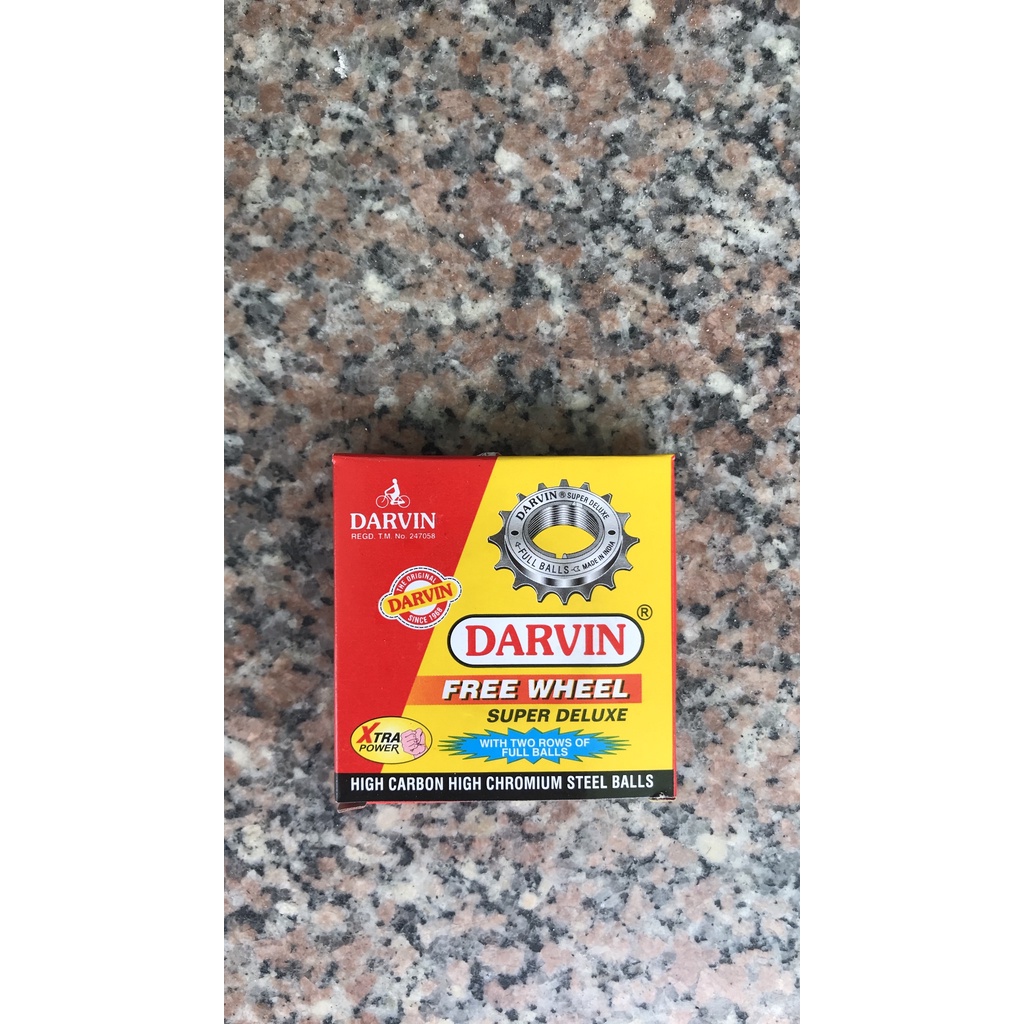 DARVIN
REGD. T.M. No. 247058
THE ORIGINAL
DARVIN
SINCE 1968
DARVIN® SUPER DELUXE
FULL BALLS
MADE IN INDIA
DARVIN®
FREE WHEEL
SUPER DELUXE
XTRA
POWER
WITH TWO ROWS OF
FULL BALLS
HIGH CARBON HIGH CHROMIUM STEEL BALLS